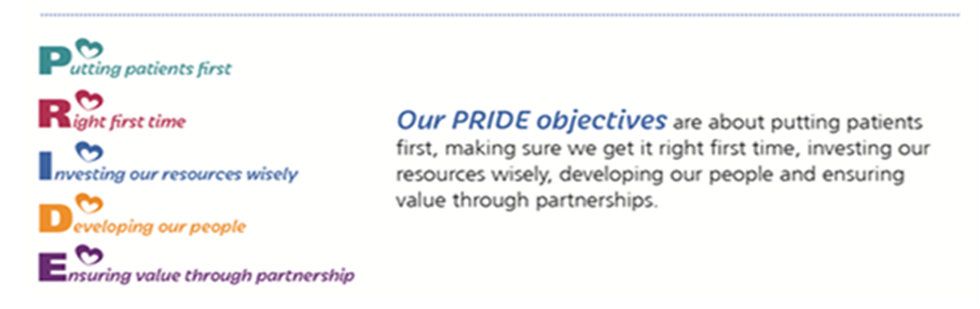 Putting patients first
Right first time
Investing our resources wisely
Developing our people
Ensuring value through partnership
Our PRIDE objectives are about putting patients
first, making sure we get it right first time, investing our
resources wisely, developing our people and ensuring
value through partnerships.